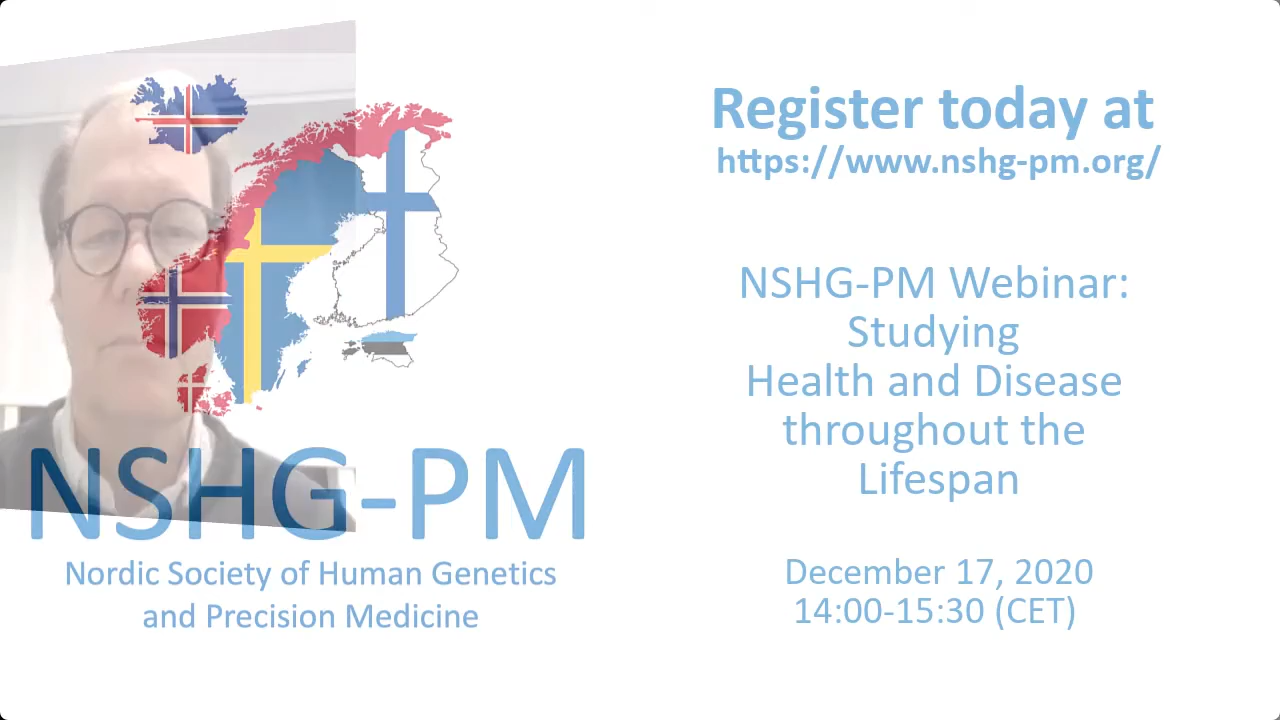 NSHG-PM
Nordic Society of Human Genetics
and Precision Medicine
Register today at
https://www.nshg-pm.org/
NSHG-PM Webinar:
Studying
Health and Disease
throughout the
Lifespan
December 17, 2020
14:00-15:30 (CET)